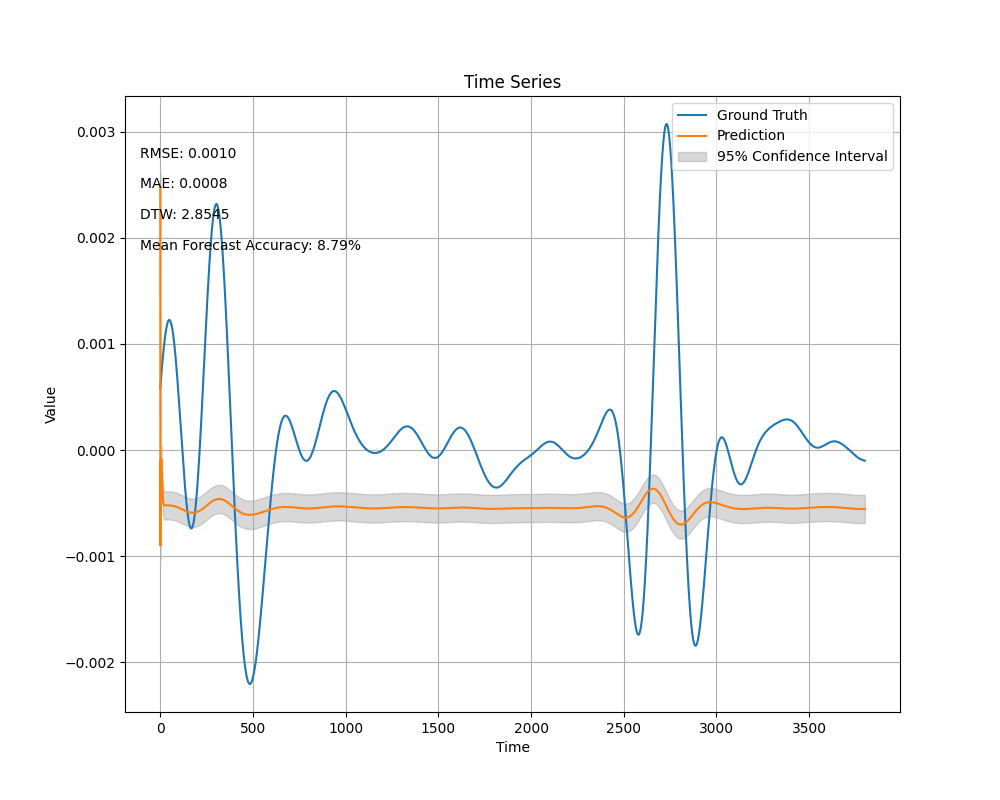 Time Series
Ground Truth
Prediction
95% Confidence Interval
RMSE: 0.0010
MAE: 0.0008
DTW: 2.8545
Mean Forecast Accuracy: 8.79%
Value
0.003
0.002
0.001
0.000
−0.001
−0.002
0 500 1000 1500 2000 2500 3000 3500
Time